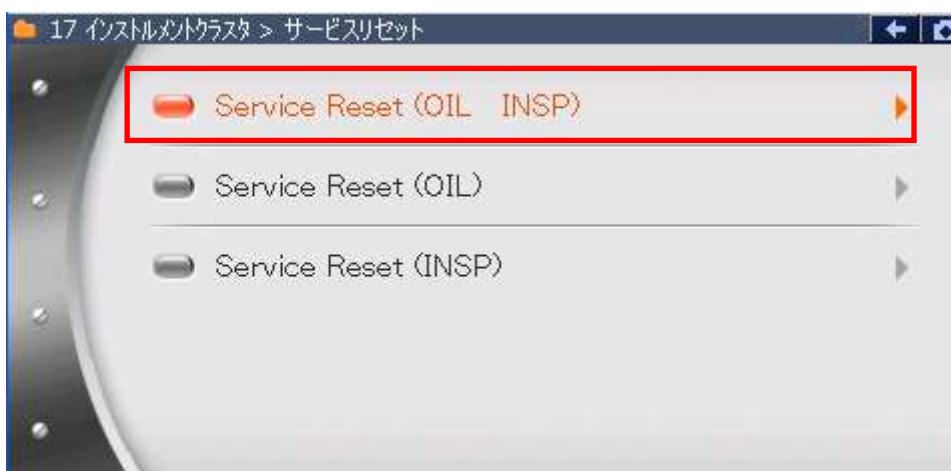 17 インストルメントクラスタ > サービスリセット
Service Reset (OIL　INSP)
Service Reset (OIL)
Service Reset (INSP)